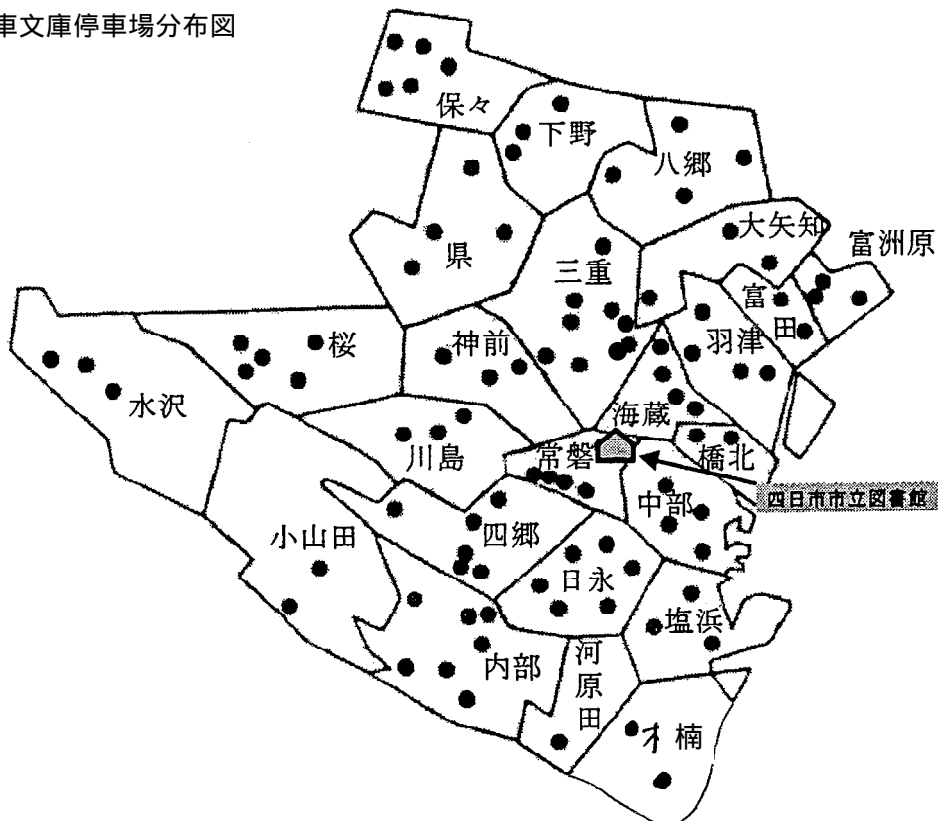 車文庫停車場分布図
保々
下野
八郷
大矢知
富洲原
県
三重
富田
羽津
桜
神前
水沢
海蔵
川島
常磐
橋北
四日市市立図書館
中部
四郷
小山田
日永
塩浜
内部
河原田
楠